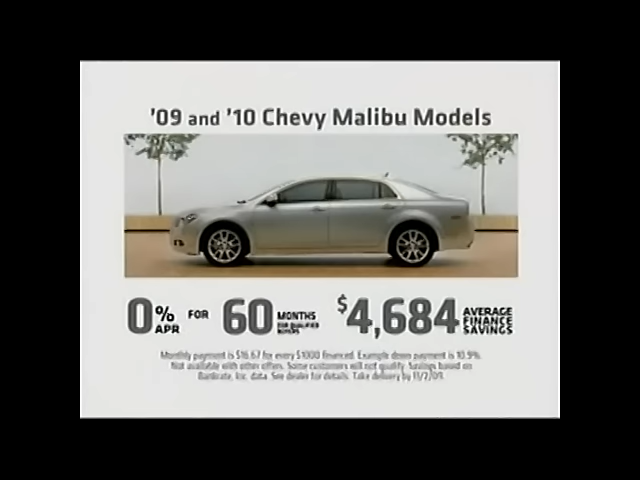 '09 and '10 Chevy Malibu Models
0% APR FOR 60 MONTHS FOR QUALIFIED BUYERS $4,684 AVERAGE FINANCE SAVINGS
Monthly payment is $16.67 for every $1000 financed. Example down payment is 10.9%.
Not available with other offers. Some customers will not qualify. Savings based on
Bankrate, Inc. data. See dealer for details. Take delivery by 11/2/09.